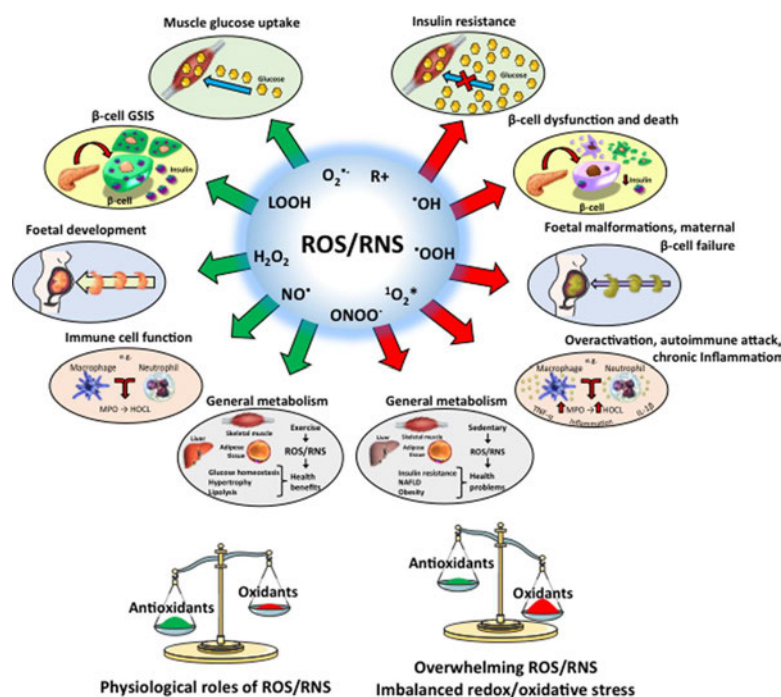 Muscle glucose uptake
Glucose
Insulin resistance
Glucose
β-cell GSIS
Insulin
β-cell
β-cell dysfunction and death
Insulin
β-cell
Foetal development
Foetal malformations, maternal
β-cell failure
O₂•- R+
LOOH •OH
ROS/RNS
H₂O₂ •OOH
NO• ¹O₂*
ONOO-
Immune cell function
e.g.
Macrophage Neutrophil
MPO → HOCL
Overactivation, autoimmune attack,
chronic Inflammation
e.g.
Macrophage Neutrophil
TNF-α MPO → HOCL IL-1β
Inflammation
General metabolism
Skeletal muscle
Liver
Adipose
tissue
Exercise
ROS/RNS
Glucose homeostasis
Hypertrophy
Lipolysis
Health
benefits
General metabolism
Skeletal muscle
Liver
Adipose
tissue
Sedentary
ROS/RNS
Insulin resistance
NAFLD
Obesity
Health
problems
Antioxidants
Oxidants
Physiological roles of ROS/RNS
Antioxidants
Oxidants
Overwhelming ROS/RNS
Imbalanced redox/oxidative stress